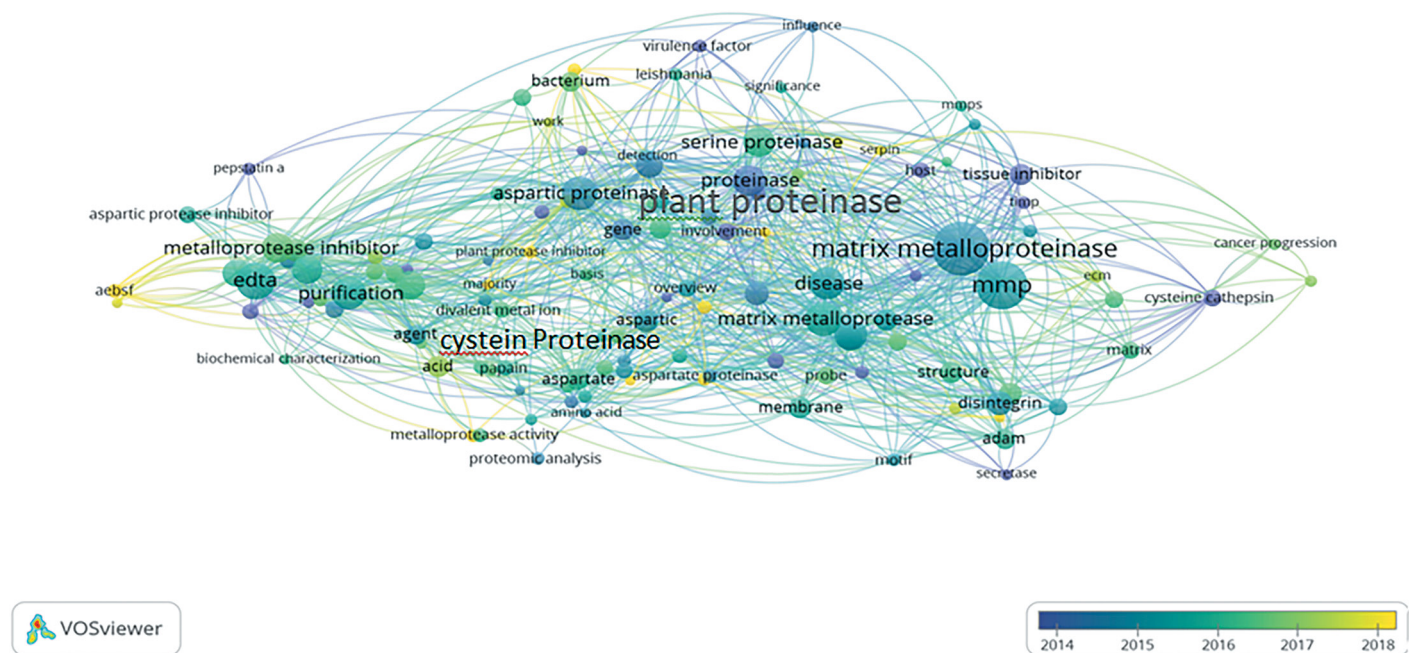 influence
virulence factor
leishmania
bacterium
significance
mmps
work
serine proteinase
serpin
detection
pepstatin a
host
tissue inhibitor
proteinase
aspartic proteinase
plant proteinase
timp
aspartic protease inhibitor
gene
involvement
cancer progression
metalloprotease inhibitor
matrix metalloproteinase
plant protease inhibitor
basis
ecm
edta
majority
overview
disease
mmp
aebsf
purification
cysteine cathepsin
divalent metal ion
aspartic
matrix metalloprotease
agent
cystein Proteinase
matrix
biochemical characterization
acid
papain
aspartate
aspartate proteinase
probe
structure
amino acid
membrane
disintegrin
metalloprotease activity
adam
proteomic analysis
motif
secretase
VOSviewer
2014 2015 2016 2017 2018